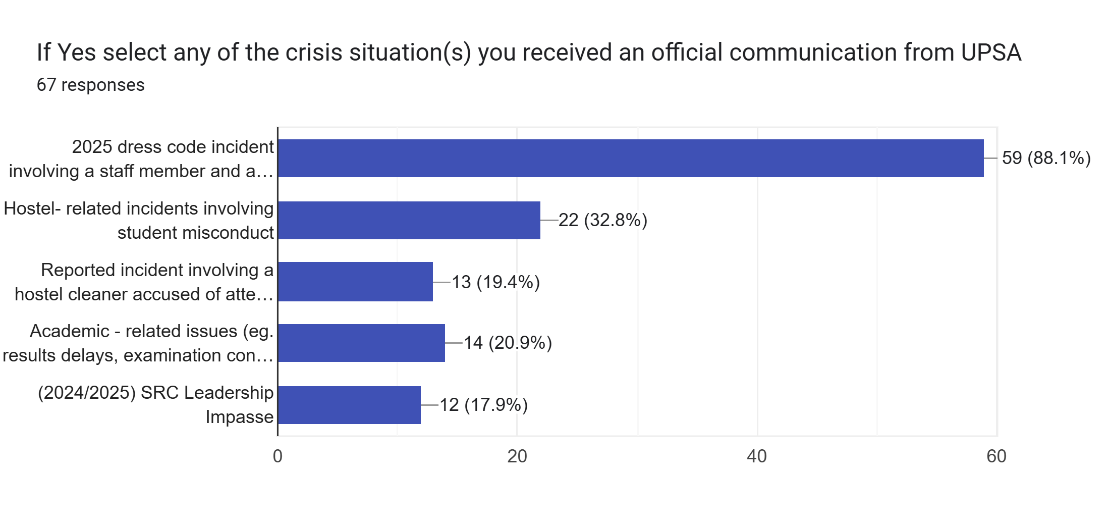 If Yes select any of the crisis situation(s) you received an official communication from UPSA
67 responses
2025 dress code incident
involving a staff member and a…
59 (88.1%)
Hostel- related incidents involving
student misconduct
22 (32.8%)
Reported incident involving a
hostel cleaner accused of atte…
13 (19.4%)
Academic - related issues (eg.
results delays, examination con…
14 (20.9%)
(2024/2025) SRC Leadership
Impasse
12 (17.9%)
0 20 40 60